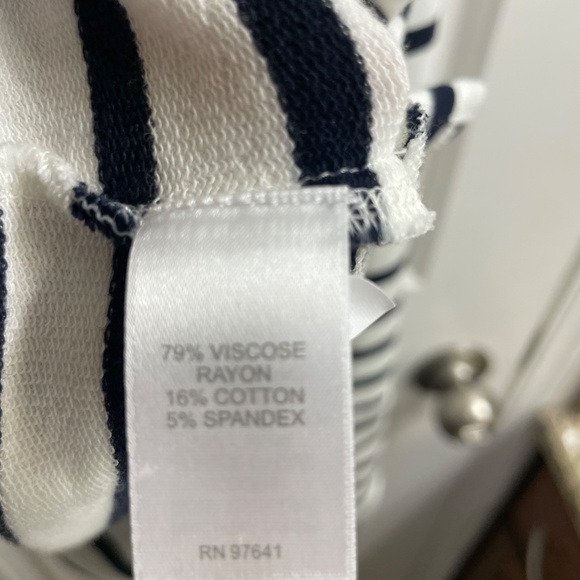 79% VISCOSE
RAYON
16% COTTON
5% SPANDEX
RN 97641